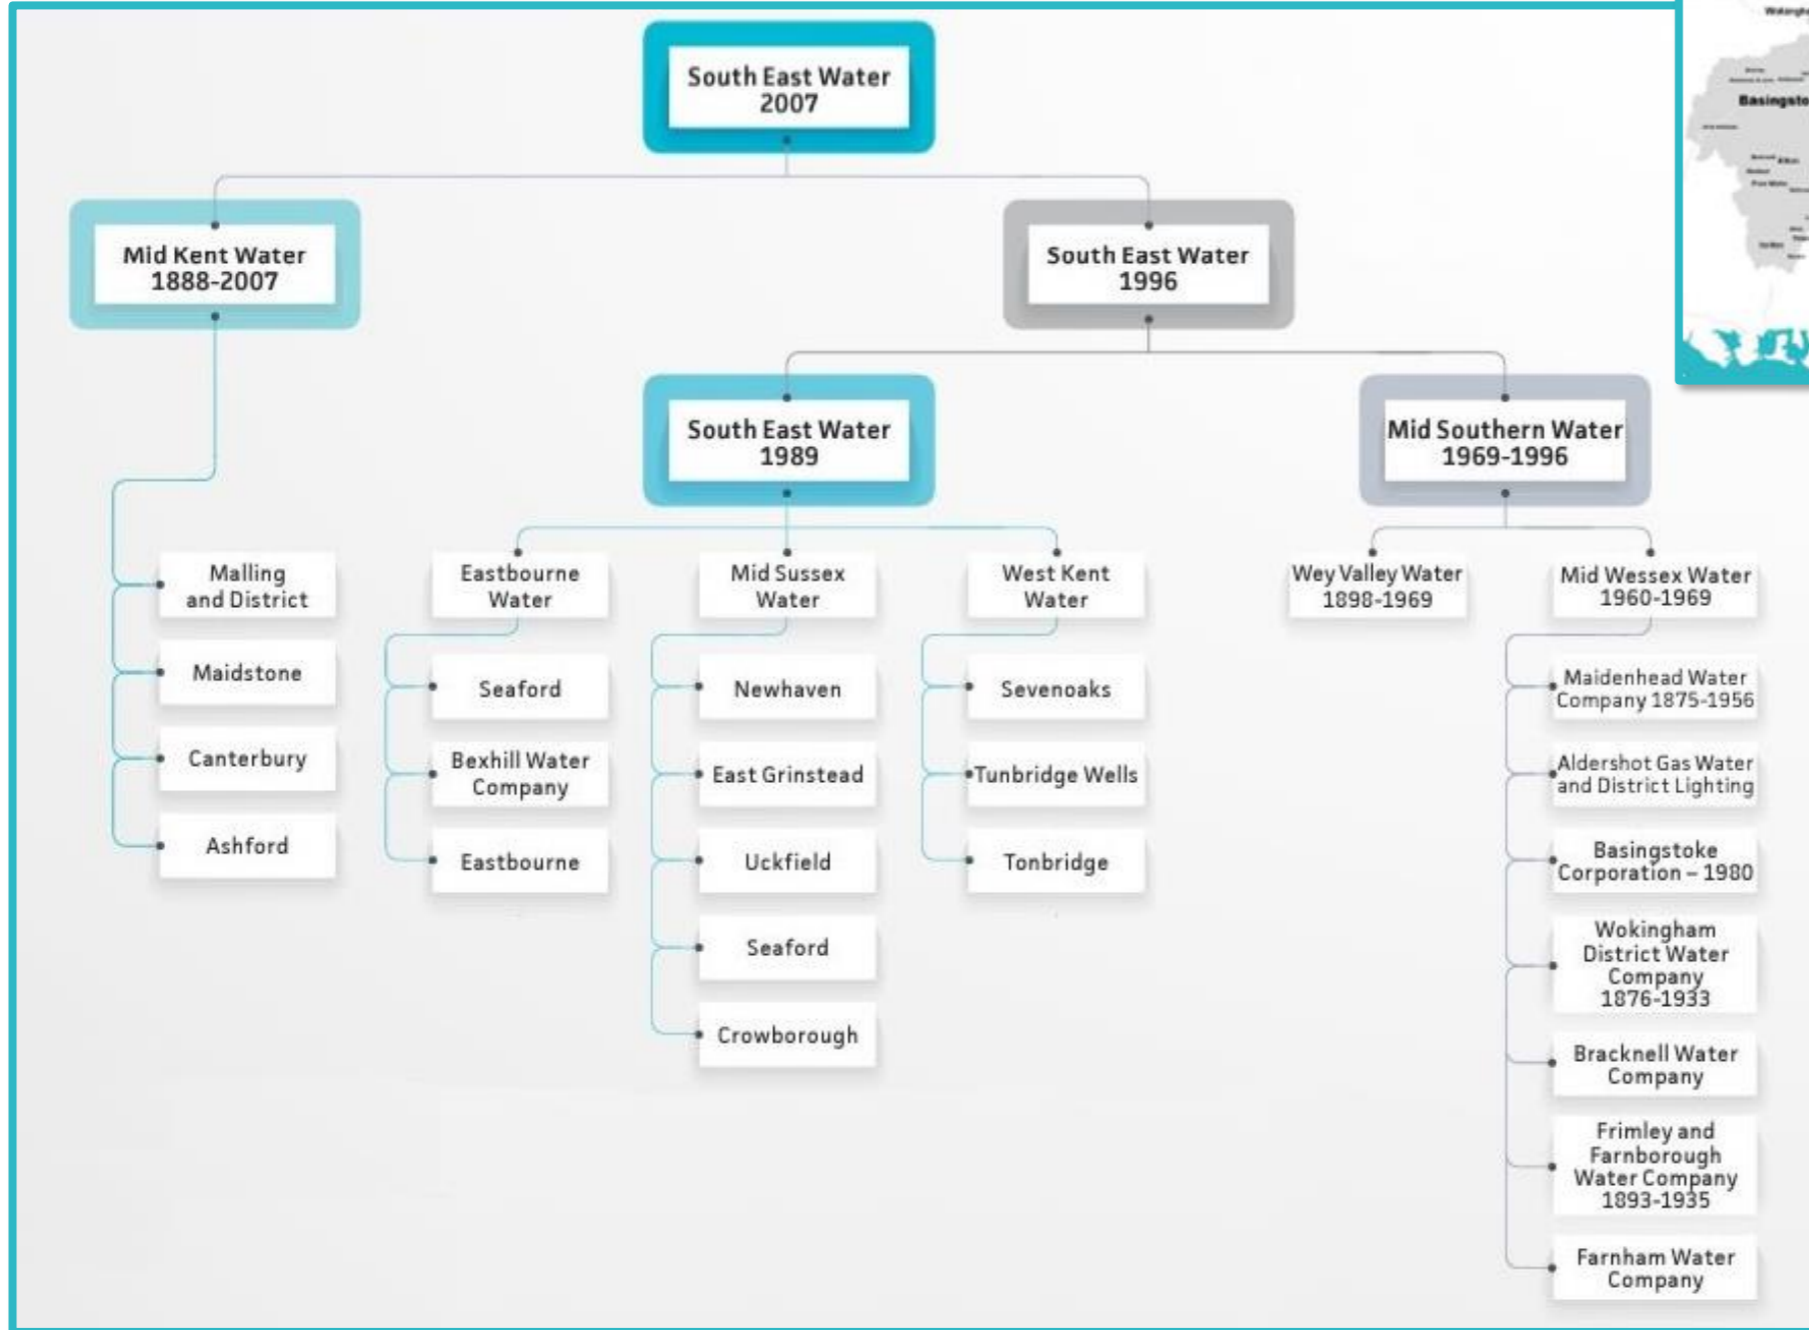 South East Water
2007
Mid Kent Water
1888-2007
South East Water
1996
South East Water
1989
Mid Southern Water
1969-1996
Malling
and District
Maidstone
Canterbury
Ashford
Eastbourne
Water
Seaford
Bexhill Water
Company
Eastbourne
Mid Sussex
Water
Newhaven
East Grinstead
Uckfield
Seaford
Crowborough
West Kent
Water
Sevenoaks
Tunbridge Wells
Tonbridge
Wey Valley Water
1898-1969
Mid Wessex Water
1960-1969
Maidenhead Water
Company 1875-1956
Aldershot Gas Water
and District Lighting
Basingstoke
Corporation – 1980
Wokingham
District Water
Company
1876-1933
Bracknell Water
Company
Frimley and
Farnborough
Water Company
1893-1935
Farnham Water
Company
Basingsto